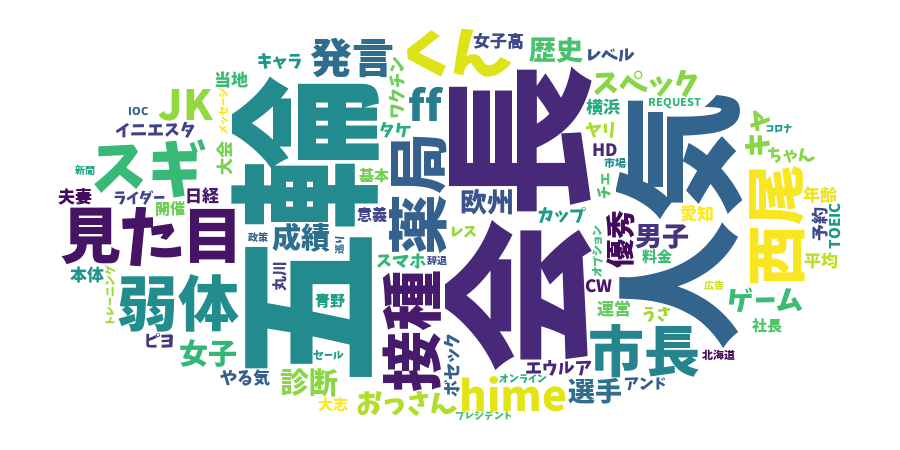 女子高
くん
発言
歴史
レベル
キャラ
当地
ワクチン
スペック
JK
ff
IOC
メッセージ
横浜
REQUEST
イニエスタ
タケ
ヤリ
コロナ
スギ
大会
五輪
薬局
会長
人気
HD
キャ
ちゃん
新聞
基本
市場
チエ
夫妻
ライダー
日経
開催
意義
欧州
カップ
愛知
西尾
年齢
予約
TOEIC
見た目
成績
政策
巡り
レス
優秀
男子
オプション
料金
平均
本体
トレーニング
丸川
スマホ
辞退
青野
接種
CW
広告
弱体
運営
うさ
ゲーム
社長
ピヨ
女子
セール
市長
北海道
やる気
診断
ボセック
エウルア
オンライン
選手
アンド
大志
おっさん
hime
プレシデント